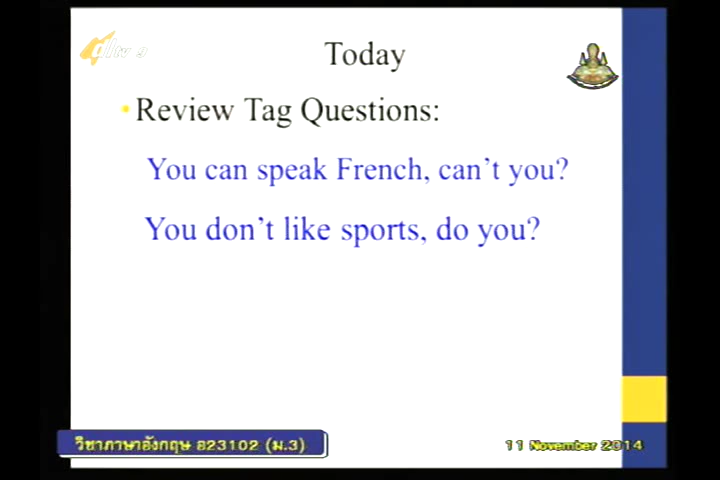 Today
• Review Tag Questions:
You can speak French, can't you?
You don't like sports, do you?
วิชาภาษาอังกฤษ อ23102 (ม.3)
11 November 2014